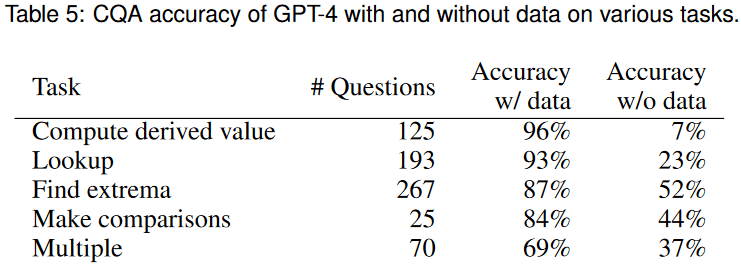 Table 5: CQA accuracy of GPT-4 with and without data on various tasks.
Task # Questions Accuracy w/ data Accuracy w/o data
Compute derived value 125 96% 7%
Lookup 193 93% 23%
Find extrema 267 87% 52%
Make comparisons 25 84% 44%
Multiple 70 69% 37%